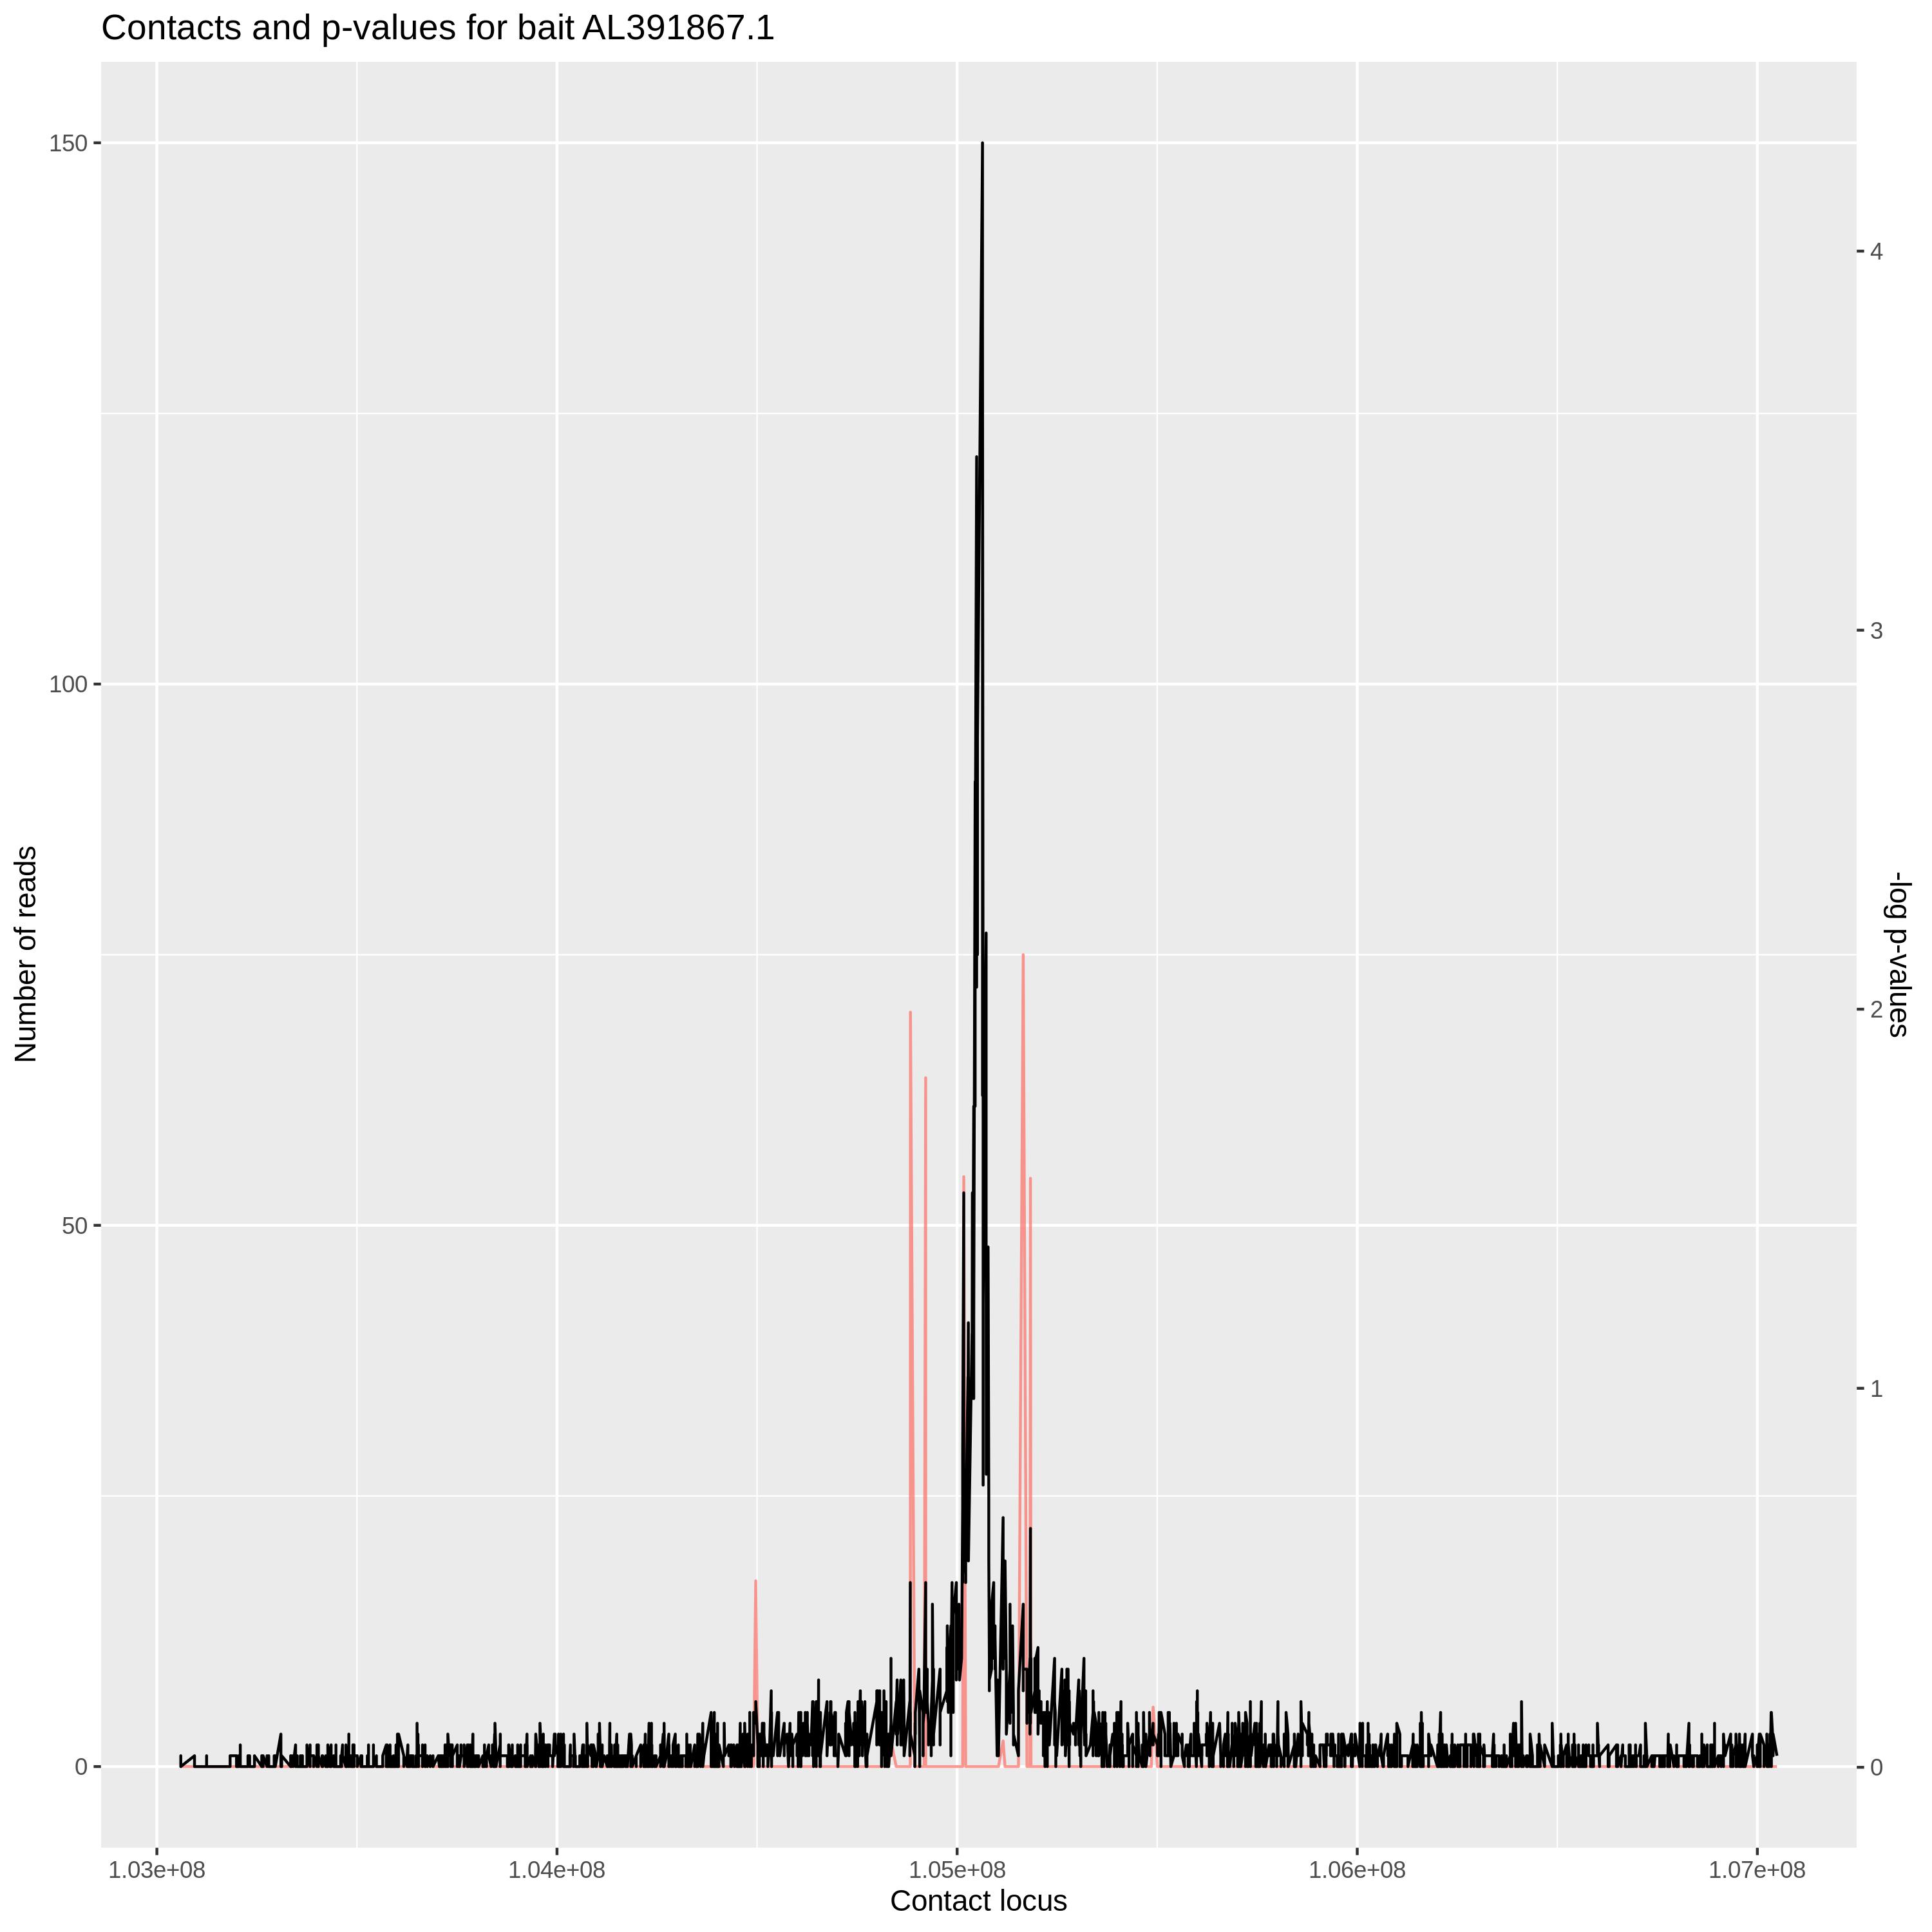 Contacts and p-values for bait AL391867.1
150
100
50
0
Number of reads
4
3
2
1
0
-log p-values
1.03e+08 1.04e+08 1.05e+08 1.06e+08 1.07e+08
Contact locus